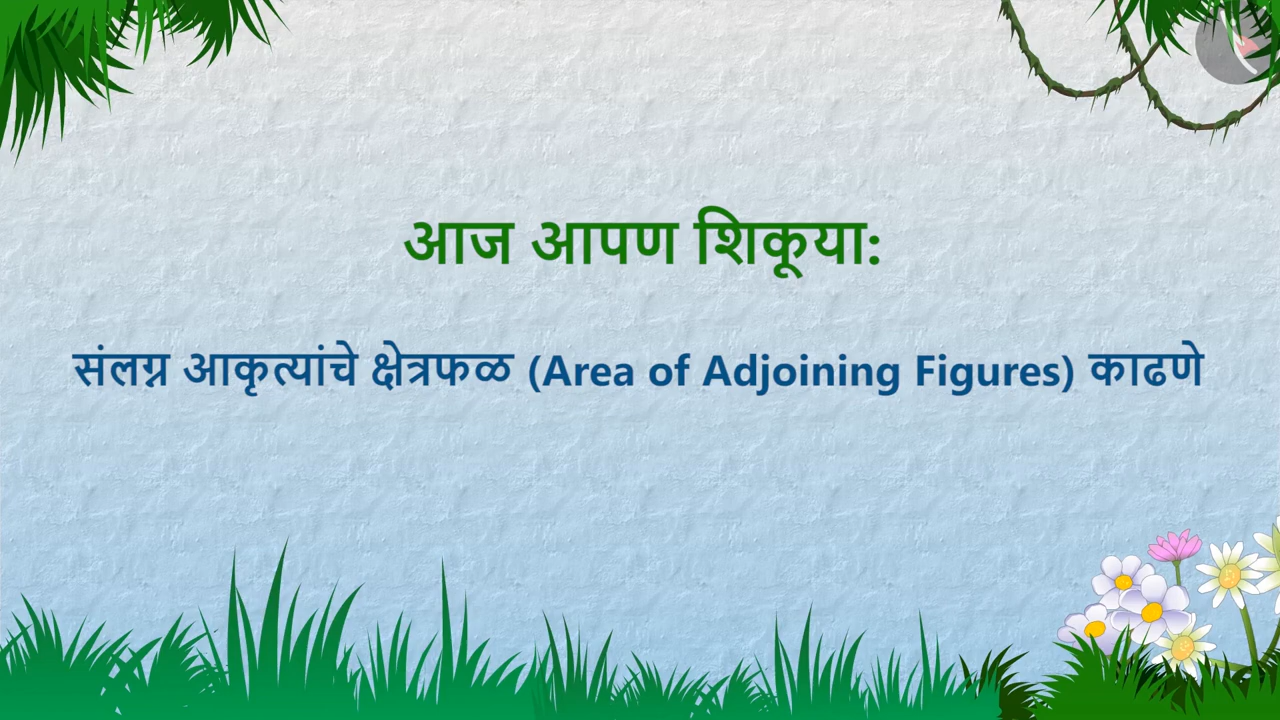 आज आपण शिकूया:
संलग्न आकृत्यांचे क्षेत्रफळ (Area of Adjoining Figures) काढणे